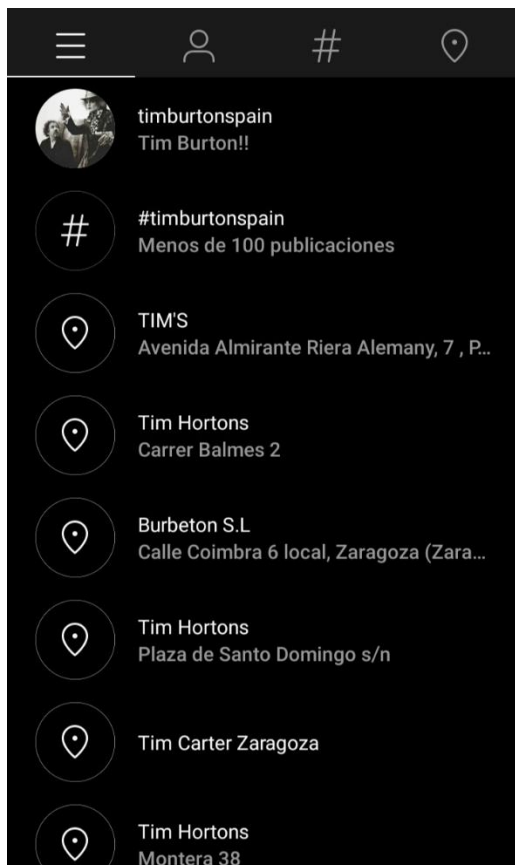 timburtonspain
Tim Burton!!
#timburtonspain
Menos de 100 publicaciones
TIM'S
Avenida Almirante Riera Alemany, 7 , P...
Tim Hortons
Carrer Balmes 2
Burbeton S.L
Calle Coimbra 6 local, Zaragoza (Zara...
Tim Hortons
Plaza de Santo Domingo s/n
Tim Carter Zaragoza
Tim Hortons
Montera 38